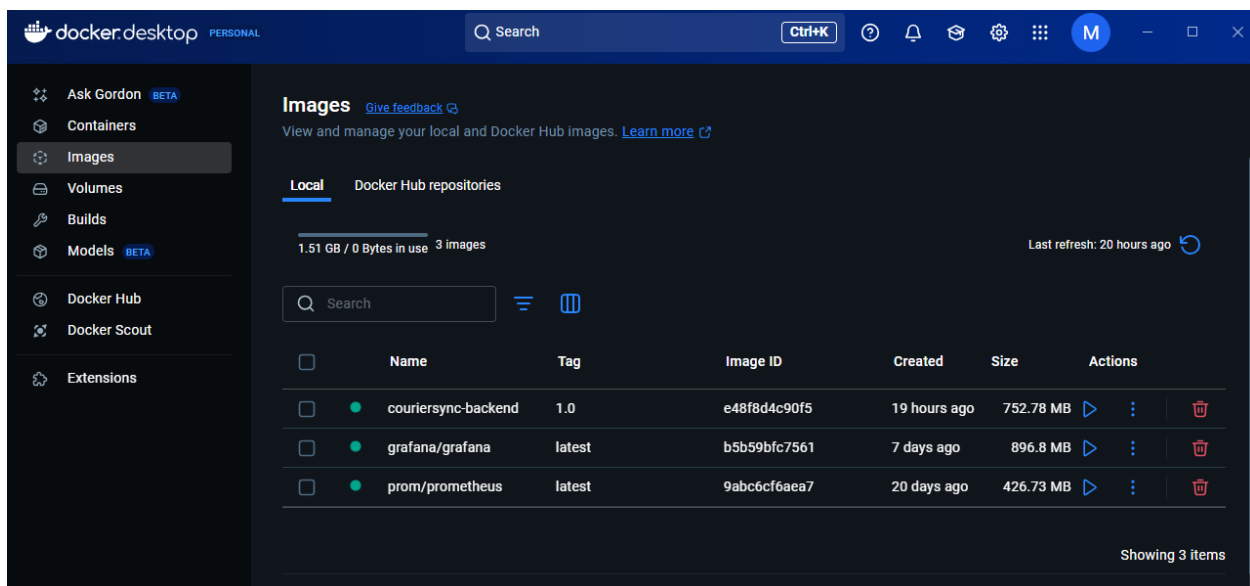 docker.desktop PERSONAL
Search Ctrl+K M
Ask Gordon BETA
Containers
Images
Volumes
Builds
Models BETA
Docker Hub
Docker Scout
Extensions
Images Give feedback
View and manage your local and Docker Hub images. Learn more
Local Docker Hub repositories
1.51 GB / 0 Bytes in use 3 images Last refresh: 20 hours ago
Search
Name Tag Image ID Created Size Actions
couriersync-backend 1.0 e48f8d4c90f5 19 hours ago 752.78 MB
grafana/grafana latest b5b59bfc7561 7 days ago 896.8 MB
prom/prometheus latest 9abc6cf6aea7 20 days ago 426.73 MB
Showing 3 items